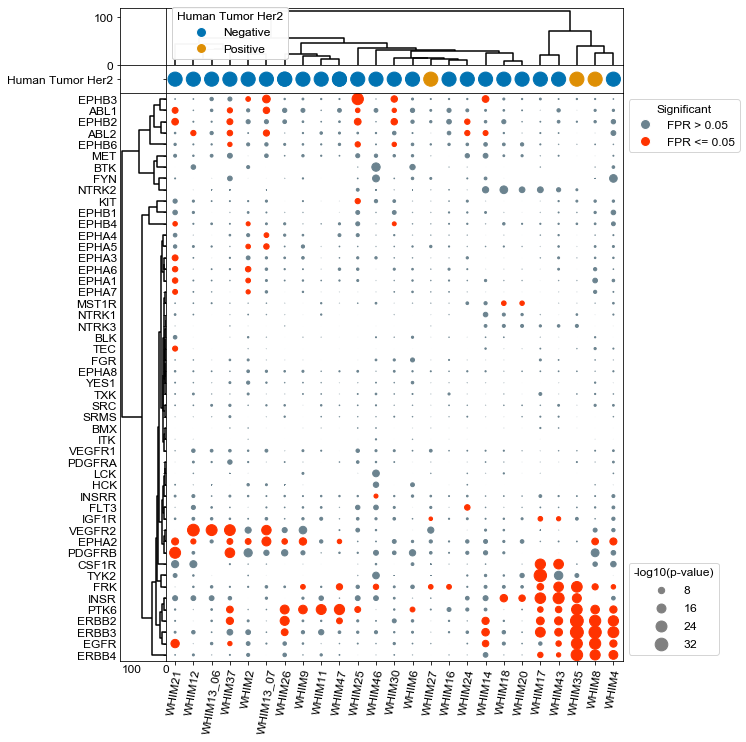 Human Tumor Her2
Negative
Positive
100
0
Human Tumor Her2
EPHB3
ABL1
EPHB2
ABL2
EPHB6
MET
BTK
FYN
NTRK2
KIT
EPHB1
EPHB4
EPHA4
EPHA5
EPHA3
EPHA6
EPHA1
EPHA7
MST1R
NTRK1
NTRK3
BLK
TEC
FGR
EPHA8
YES1
TXK
SRC
SRMS
BMX
ITK
VEGFR1
PDGFRA
LCK
HCK
INSRR
FLT3
IGF1R
VEGFR2
EPHA2
PDGFRB
CSF1R
TYK2
FRK
INSR
PTK6
ERBB2
ERBB3
EGFR
ERBB4
Significant
FPR > 0.05
FPR <= 0.05
-log10(p-value)
8
16
24
32
100
0
WHIM21
WHIM12
WHIM13_06
WHIM37
WHIM2
WHIM13_07
WHIM26
WHIM9
WHIM11
WHIM47
WHIM25
WHIM46
WHIM30
WHIM6
WHIM27
WHIM16
WHIM24
WHIM14
WHIM18
WHIM20
WHIM17
WHIM43
WHIM35
WHIM8
WHIM4